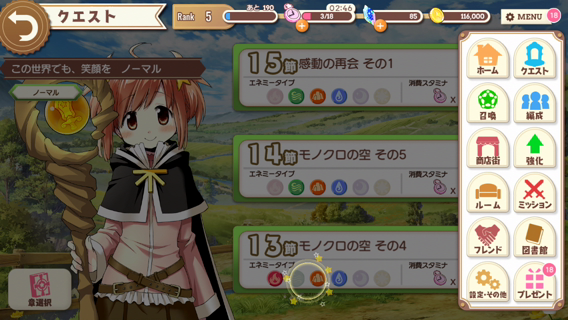 クエスト
Rank 5
あと 190
3/18
02:46
85
116,000
MENU
18
この世界でも、笑顔を ノーマル
ノーマル
章選択
15節 感動の再会 その1
エネミータイプ
消費スタミナ
x
14節 モノクロの空 その5
エネミータイプ
消費スタミナ
x
13節 モノクロの空 その4
エネミータイプ
消費スタミナ
x
ホーム
クエスト
召喚
編成
商店街
強化
ルーム
ミッション
フレンド
図書館
設定・その他
プレゼント
18